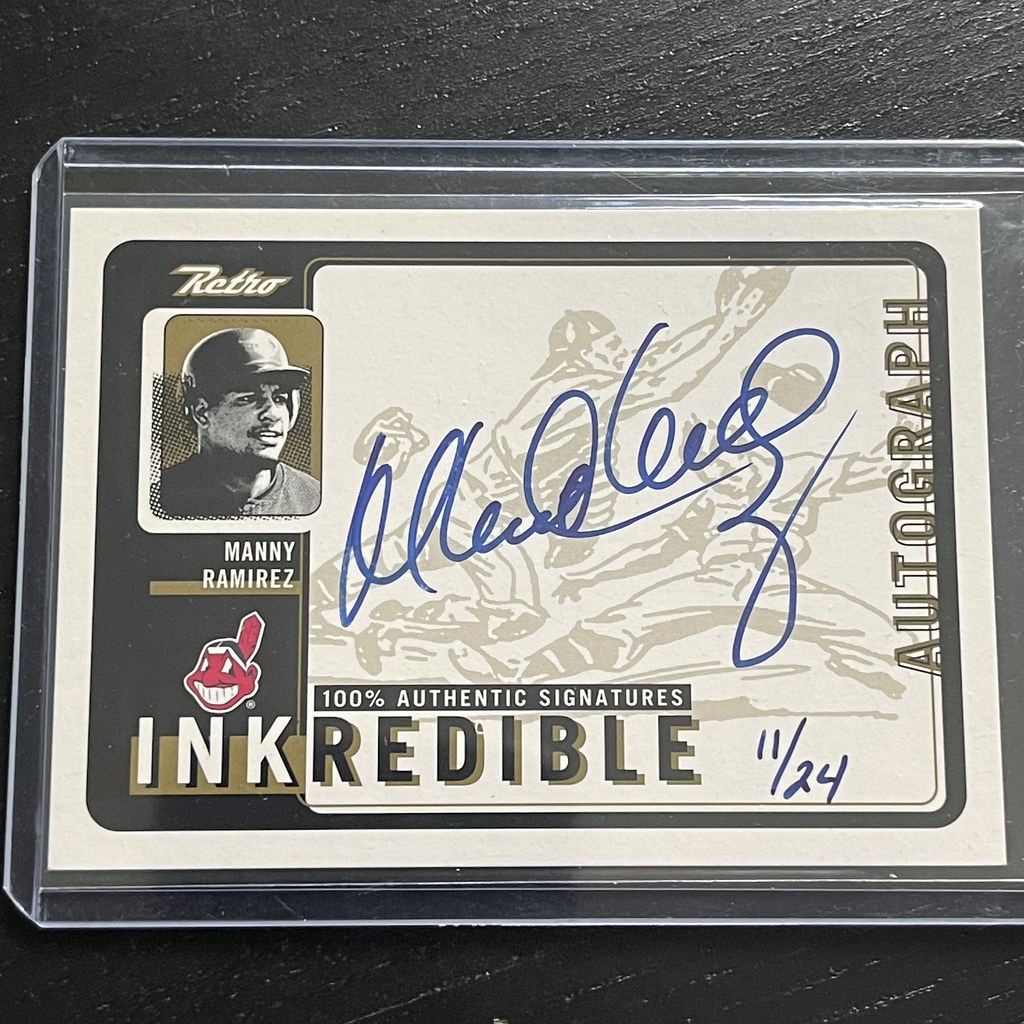 Retro
MANNY
RAMIREZ
AUTOGRAPH
100% AUTHENTIC SIGNATURES
INKREDIBLE
11/24
®